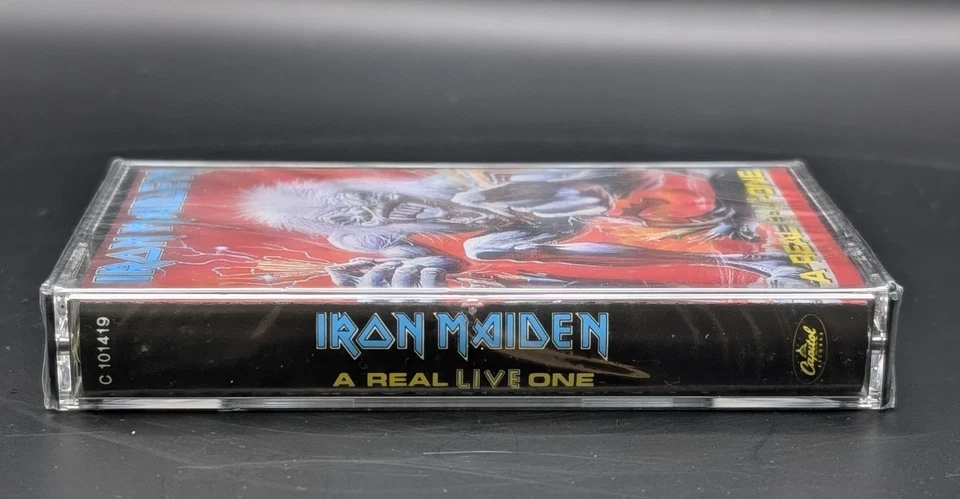 IRON MAIDEN
A REAL LIVE ONE
C 101419
IRON MAIDEN
A REAL LIVE ONE
Capitol